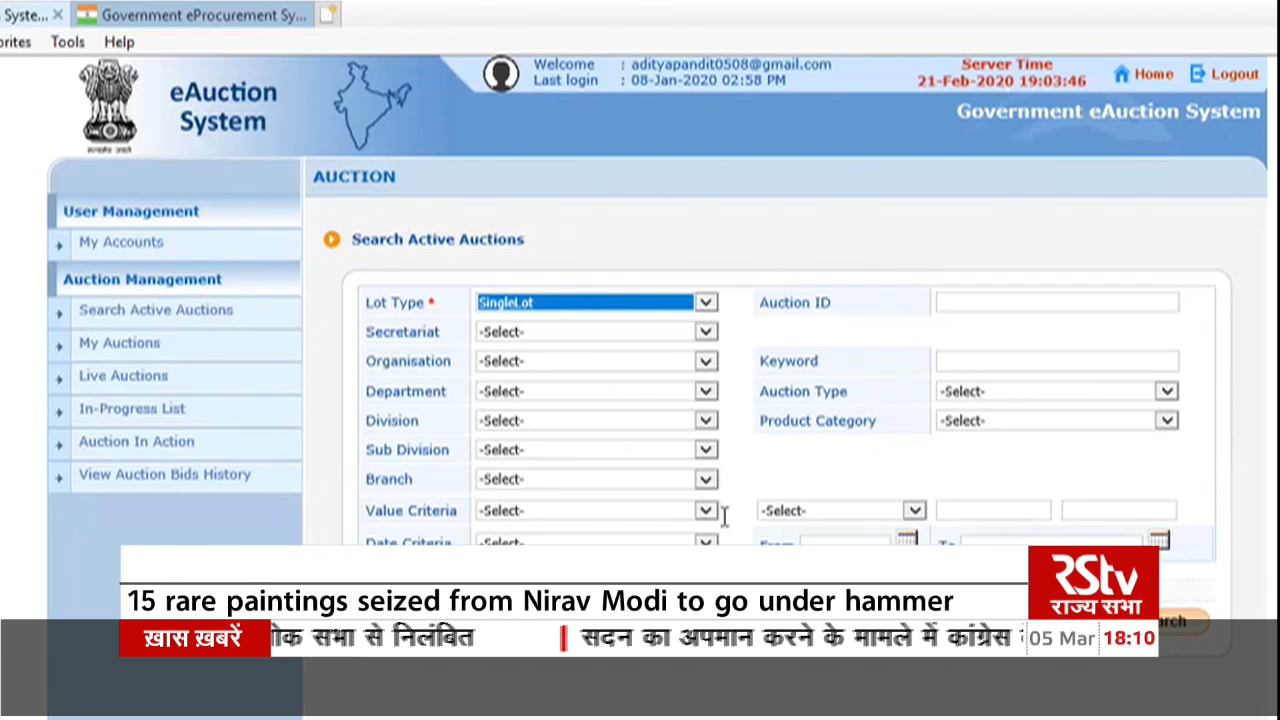 Syste...
Government eProcurement Sy...
Tools Help
eAuction System
Welcome : adityapandit0508@gmail.com
Last login : 08-Jan-2020 02:58 PM
Server Time
21-Feb-2020 19:03:46
Home
Logout
Government eAuction System
AUCTION
User Management
My Accounts
Auction Management
Search Active Auctions
My Auctions
Live Auctions
In-Progress List
Auction In Action
View Auction Bids History
Search Active Auctions
Lot Type * SingleLot Auction ID
Secretariat -Select-
Organisation -Select- Keyword
Department -Select- Auction Type -Select-
Division -Select- Product Category -Select-
Sub Division -Select-
Branch -Select-
Value Criteria -Select- -Select-
Date Criteria -Select- From To
15 rare paintings seized from Nirav Modi to go under hammer
RStv
राज्य सभा
ख़ास ख़बरें
सभा से निलंबित
सदन का अपमान करने के मामले में कांग्रेस
05 Mar 18:10